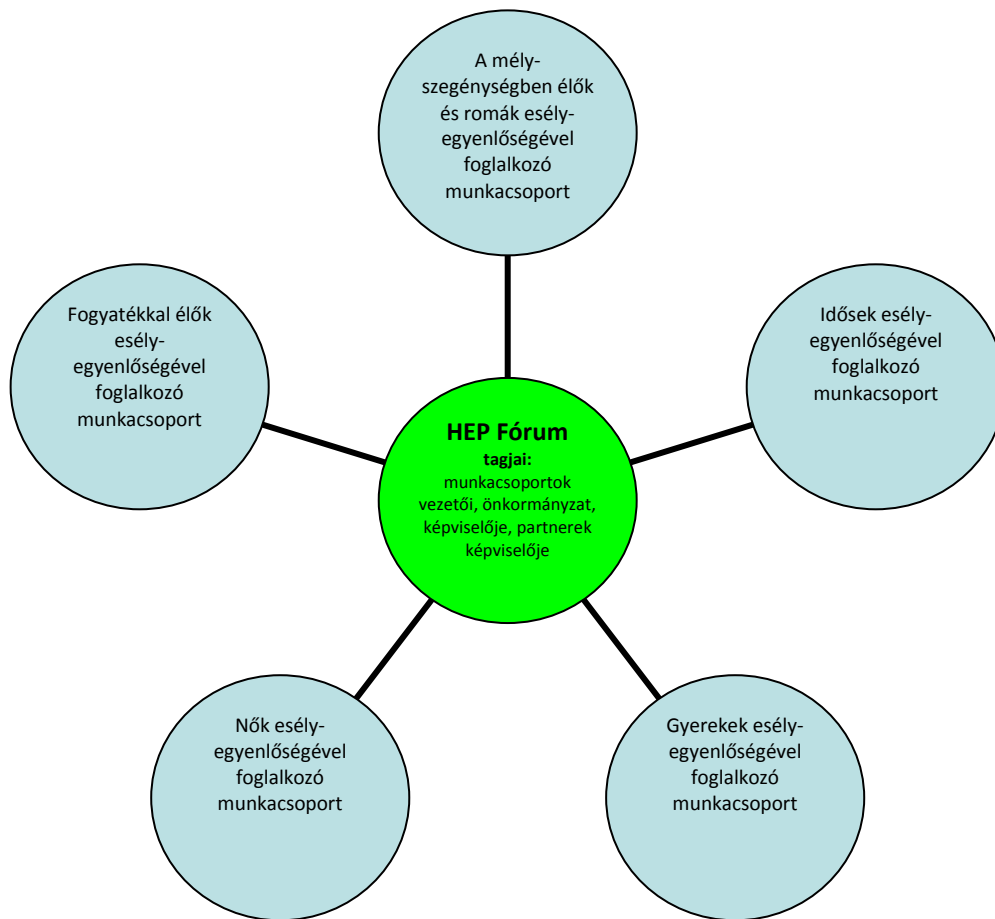 A mély-
szegénységben élők
és romák esély-
egyenlőségével
foglalkozó
munkacsoport
Fogyatékkal élők
esély-
egyenlőségével
foglalkozó
munkacsoport
Idősek esély-
egyenlőségével
foglalkozó
munkacsoport
HEP Fórum
tagjai:
munkacsoportok
vezetői, önkormányzat,
képviselője, partnerek
képviselője
Nők esély-
egyenlőségével
foglalkozó
munkacsoport
Gyerekek esély-
egyenlőségével
foglalkozó
munkacsoport